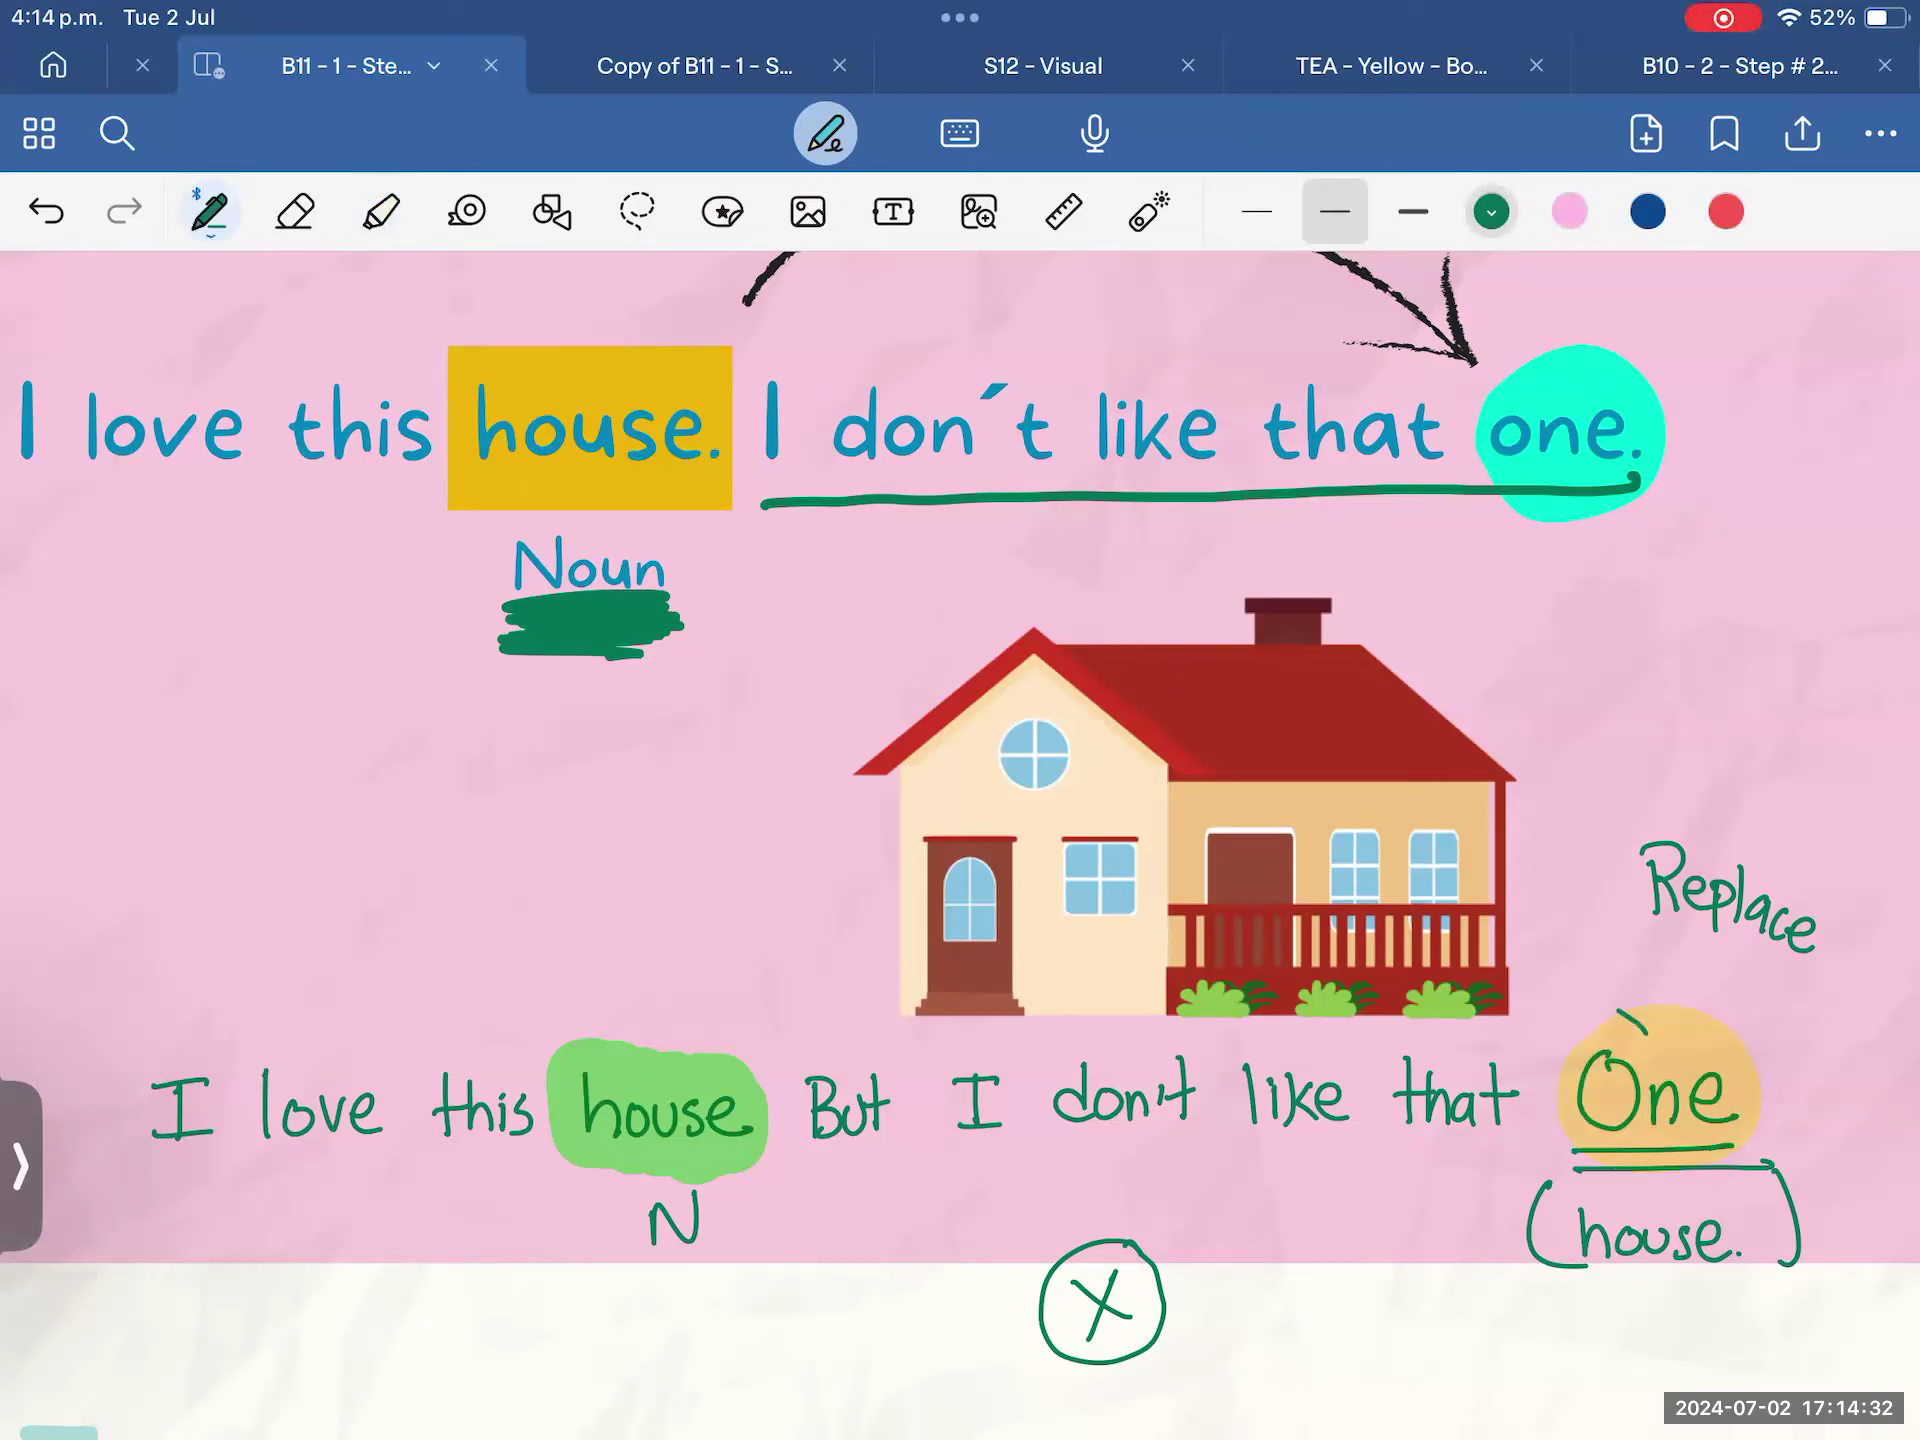 4:14 p.m. Tue 2 Jul 52%
B11 – 1 – Ste... Copy of B11 – 1 – S... S12 – Visual TEA – Yellow – Bo... B10 – 2 – Step # 2...
I love this house. I don´t like that one.
Noun
Replace
I love this house But I don't like that One
N (house.)
X
2024-07-02 17:14:32